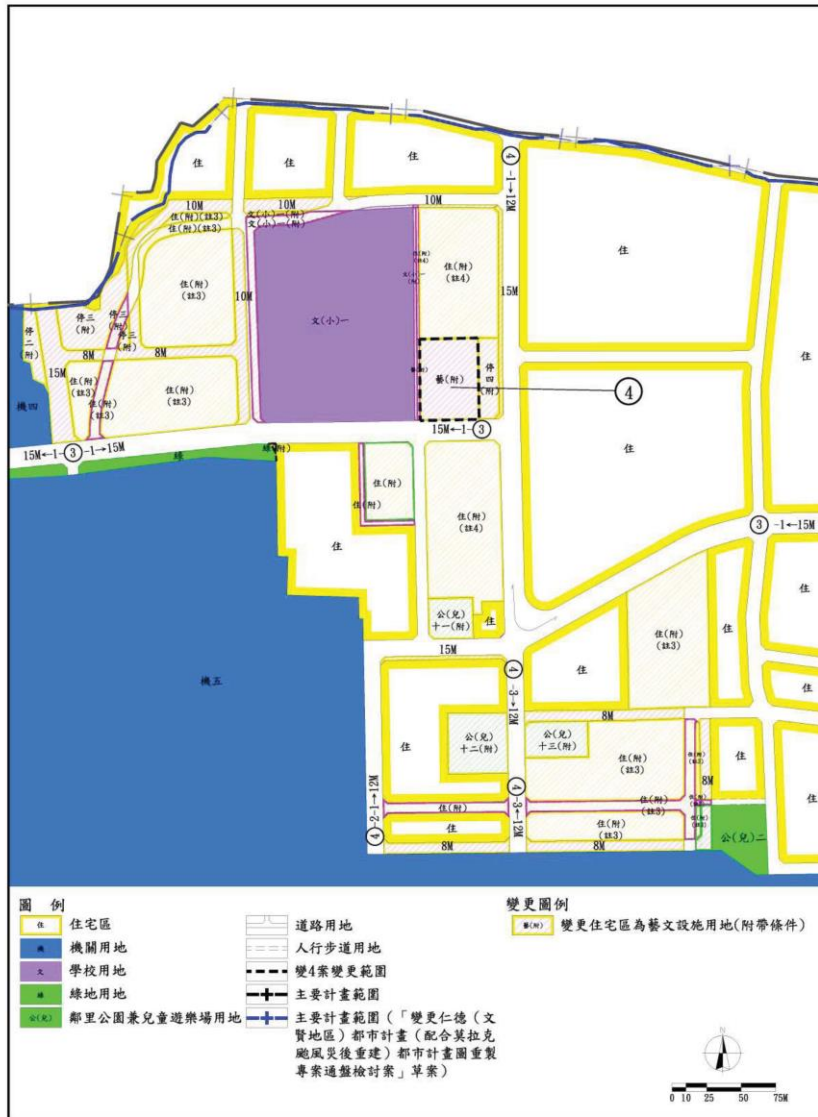 住
住
住
④
-1→12M
住
10M
10M
10M
住(附)(註3)
住(附)(註3)
文(小)一(附)
文(小)一(附)
住(附)
(註3)
10M
文(小)一
住(附)
(註4)
15M
住
停三
(附)
停三
(附)
停三
(附)
停
二
(附)
8M
8M
15M
機四
住(附)
(註3)
住(附)
(註3)
住(附)
(註3)
藝(附)
停
四
(附)
④
15M←1-③
15M←1-③-1→15M
綠
住(附)
住(附)
住
住
住(附)
(註4)
③-1←15M
公(兒)
十一(附)
住
住(附)
(註3)
住
住
住
15M
④
-3→12M
機五
住
公(兒)
十二(附)
8M
公(兒)
十三(附)
住(附)
(註3)
住
8M
住
④-2-1→12M
住(附)
④-3→12M
住(附)
(註3)
住
住(附)
(註3)
8M
8M
公(兒)二
圖 例
住 住宅區
機 機關用地
文 學校用地
綠 綠地用地
公(兒) 鄰里公園兼兒童遊樂場用地
道路用地
人行步道用地
變4案變更範圍
主要計畫範圍
主要計畫範圍（「變更仁德（文
賢地區）都市計畫（配合莫拉克
颱風災後重建）都市計畫圖重製
專案通盤檢討案」草案）
變更圖例
藝(附) 變更住宅區為藝文設施用地(附帶條件)
N
0 10 25 50 75M